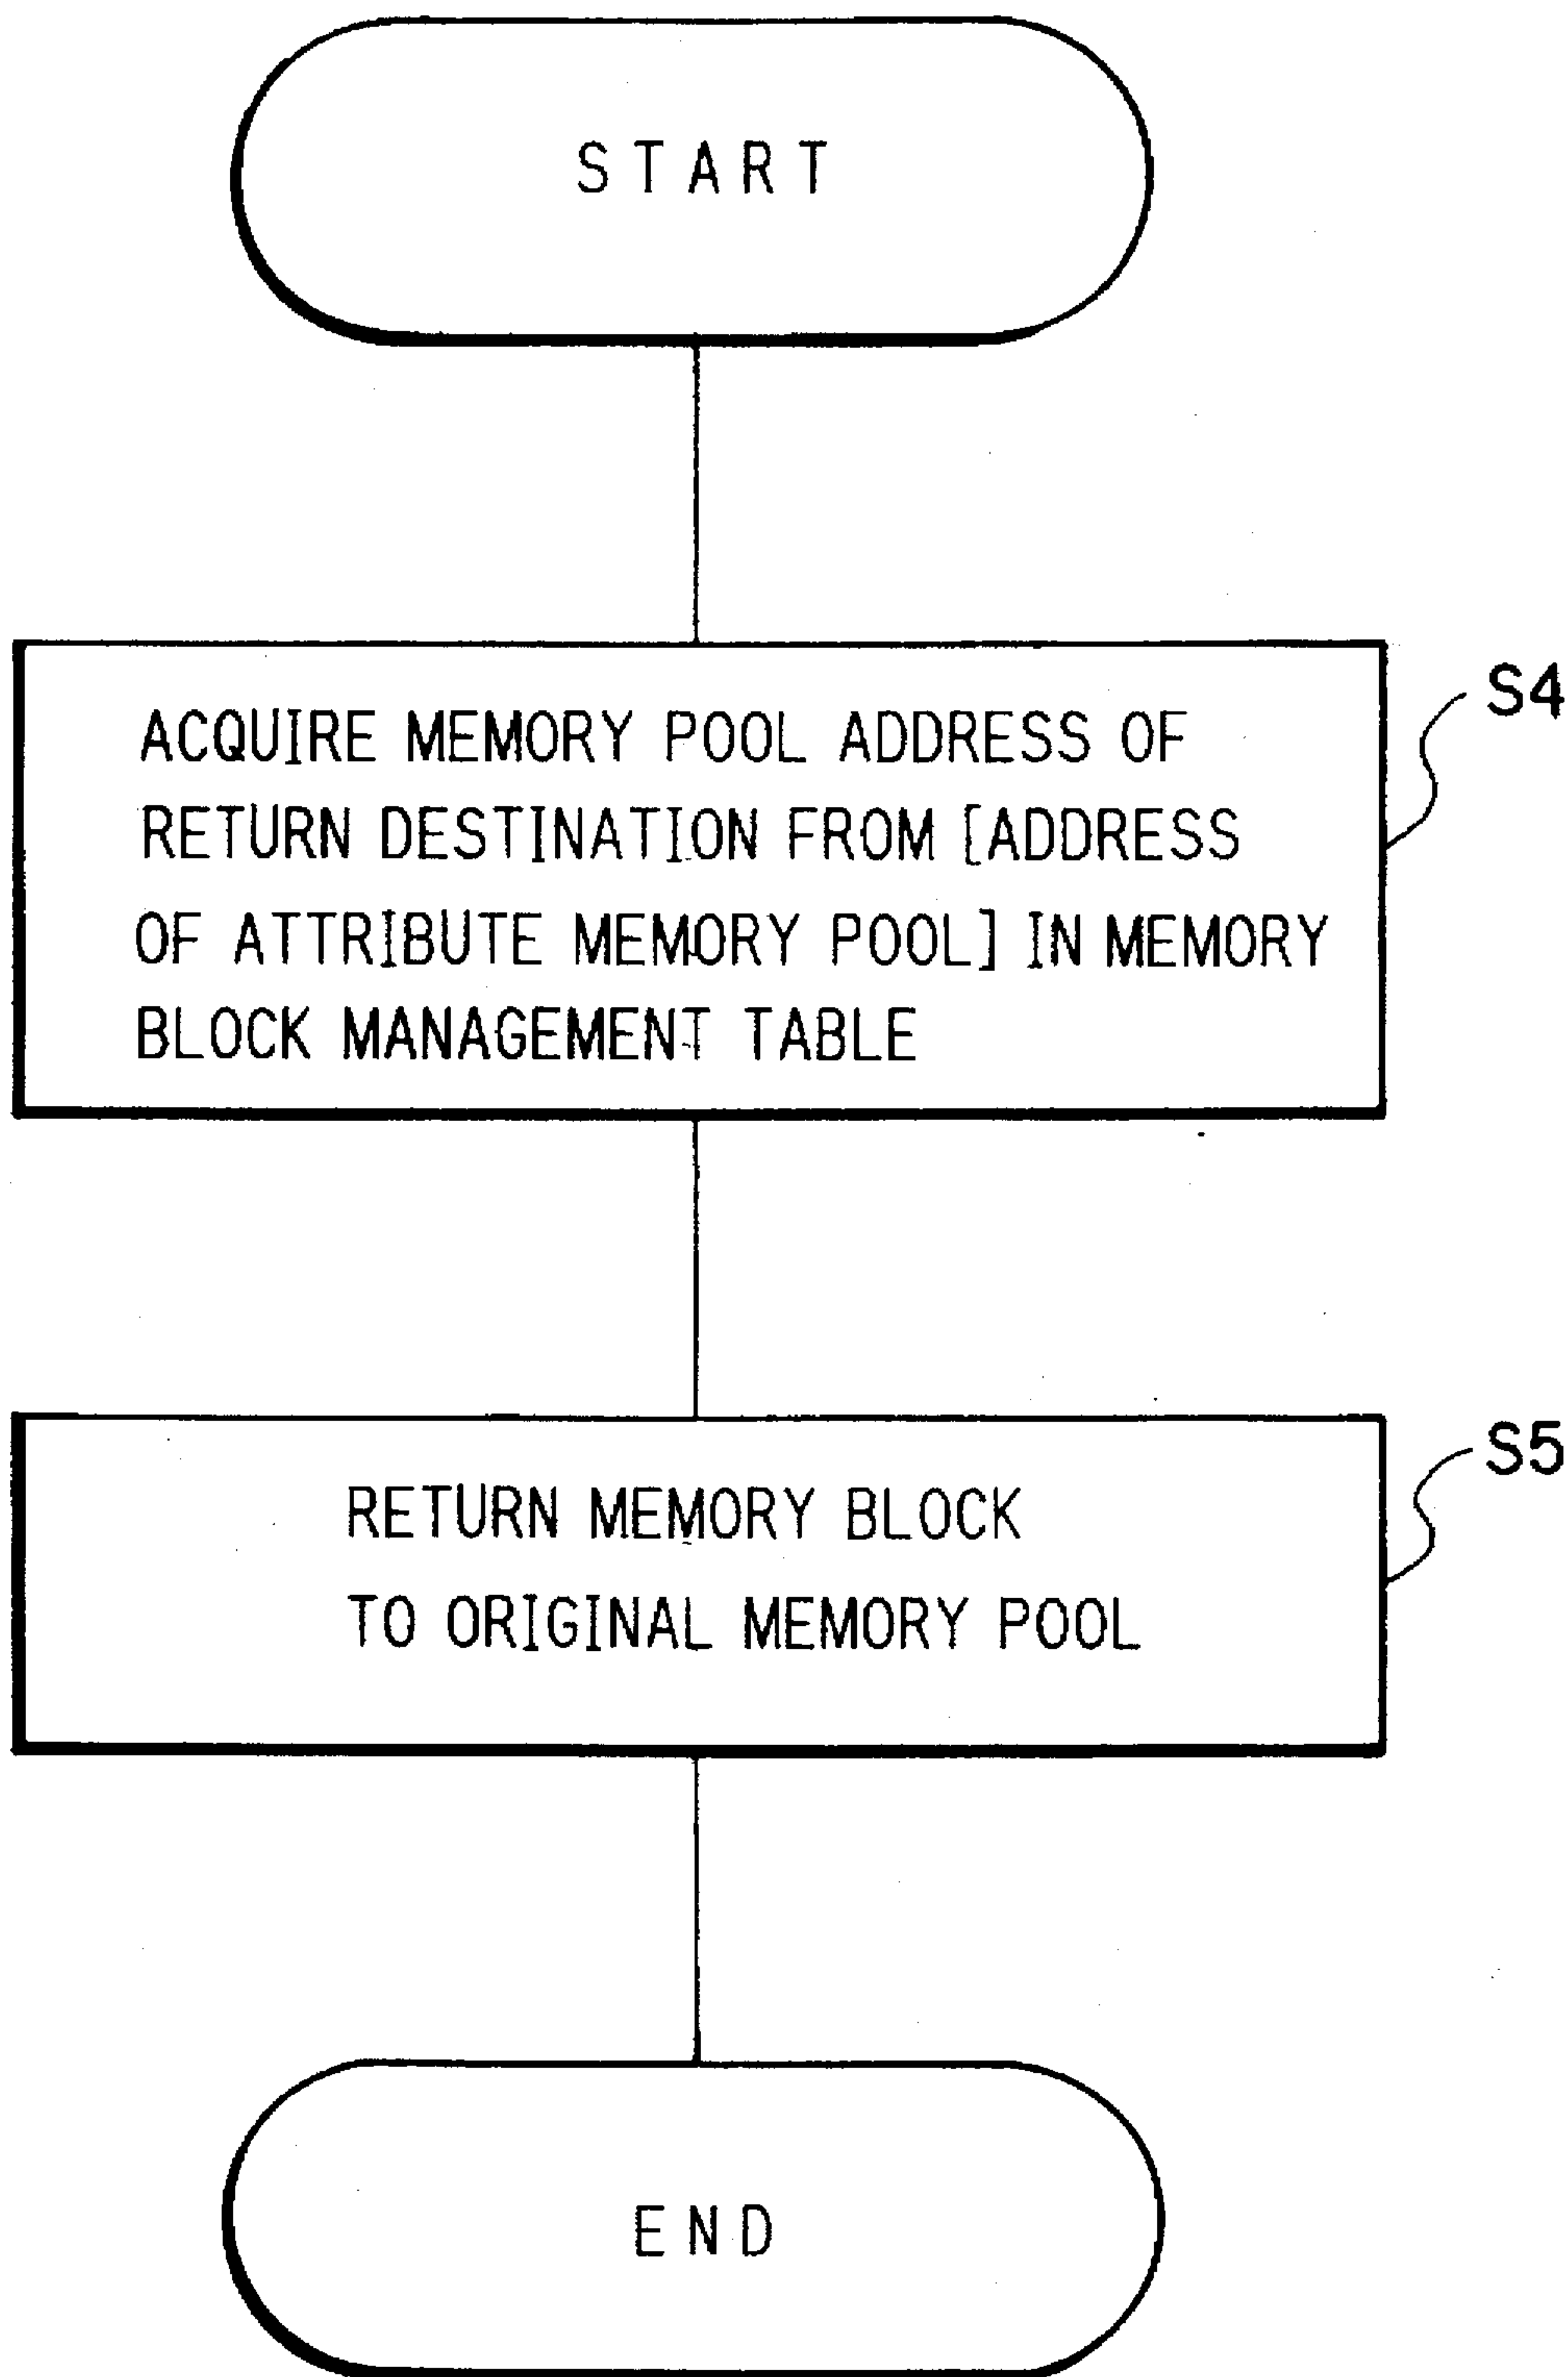 START
S4
ACQUIRE MEMORY POOL ADDRESS OF
RETURN DESTINATION FROM [ADDRESS
OF ATTRIBUTE MEMORY POOL] IN MEMORY
BLOCK MANAGEMENT TABLE
S5
RETURN MEMORY BLOCK
TO ORIGINAL MEMORY POOL
END